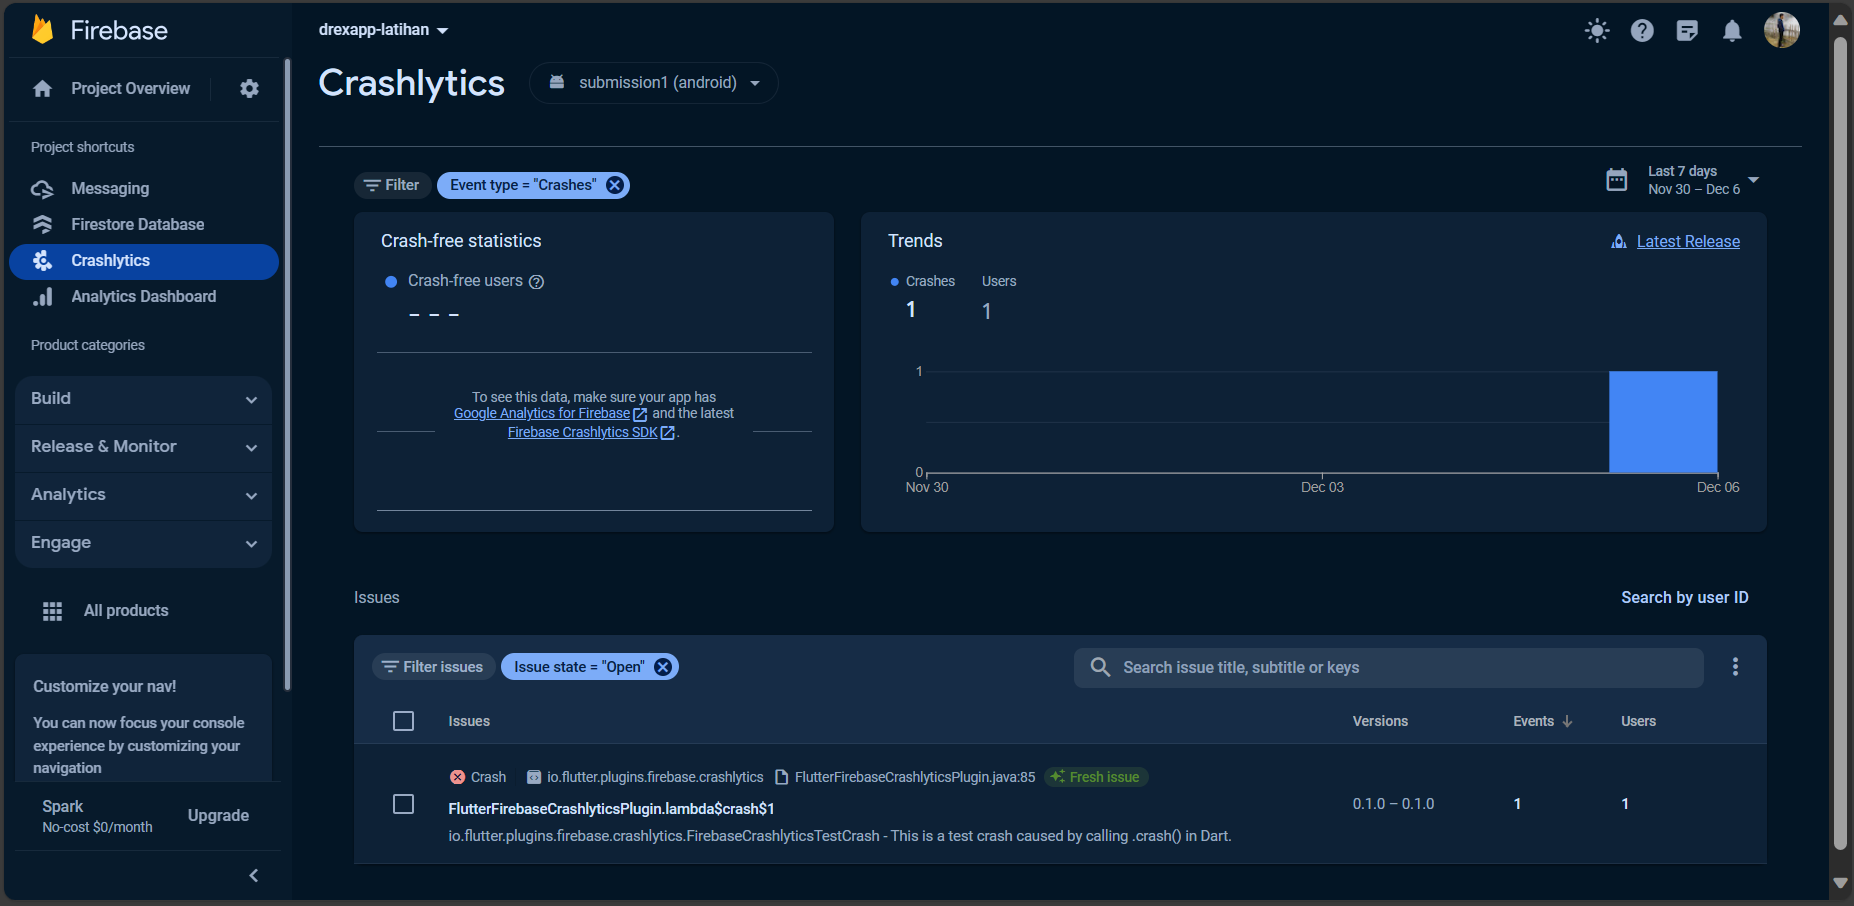 Firebase
drexapp-latihan
Project Overview
Crashlytics
submission1 (android)
Project shortcuts
Messaging
Firestore Database
Crashlytics
Analytics Dashboard
Product categories
Build
Release & Monitor
Analytics
Engage
All products
Customize your nav!
You can now focus your console
experience by customizing your
navigation
Spark
No-cost $0/month
Upgrade
Filter
Event type = "Crashes"
Last 7 days
Nov 30 – Dec 6
Crash-free statistics
Crash-free users
– – –
To see this data, make sure your app has
Google Analytics for Firebase and the latest
Firebase Crashlytics SDK.
Trends
Latest Release
Crashes Users
1 1
1
0
Nov 30 Dec 03 Dec 06
Issues
Search by user ID
Filter issues
Issue state = "Open"
Search issue title, subtitle or keys
Issues Versions Events Users
Crash io.flutter.plugins.firebase.crashlytics FlutterFirebaseCrashlyticsPlugin.java:85 Fresh issue
FlutterFirebaseCrashlyticsPlugin.lambda$crash$1
0.1.0 – 0.1.0 1 1
io.flutter.plugins.firebase.crashlytics.FirebaseCrashlyticsTestCrash - This is a test crash caused by calling .crash() in Dart.